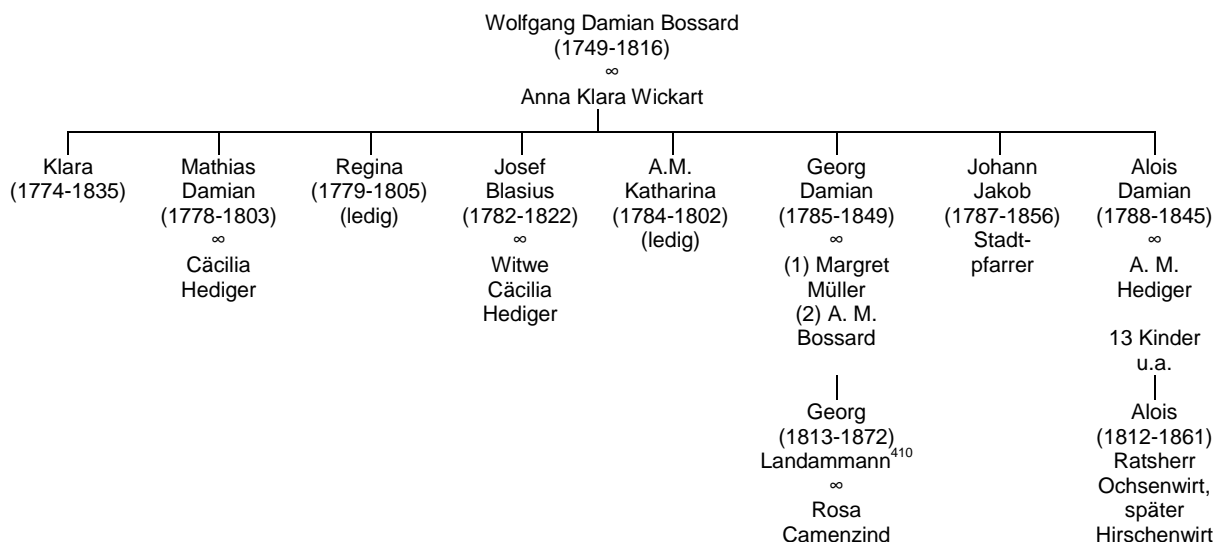 Wolfgang Damian Bossard
(1749-1816)
∞
Anna Klara Wickart
Klara
(1774-1835)
Mathias
Damian
(1778-1803)
∞
Cäcilia
Hediger
Regina
(1779-1805)
(ledig)
Josef
Blasius
(1782-1822)
∞
Witwe
Cäcilia
Hediger
A.M.
Katharina
(1784-1802)
(ledig)
Georg
Damian
(1785-1849)
∞
(1) Margret
Müller
(2) A. M.
Bossard
Georg
(1813-1872)
Landammann410
∞
Rosa
Camenzind
Johann
Jakob
(1787-1856)
Stadt-
pfarrer
Alois
Damian
(1788-1845)
∞
A. M.
Hediger
13 Kinder
u.a.
Alois
(1812-1861)
Ratsherr
Ochsenwirt,
später
Hirschenwirt